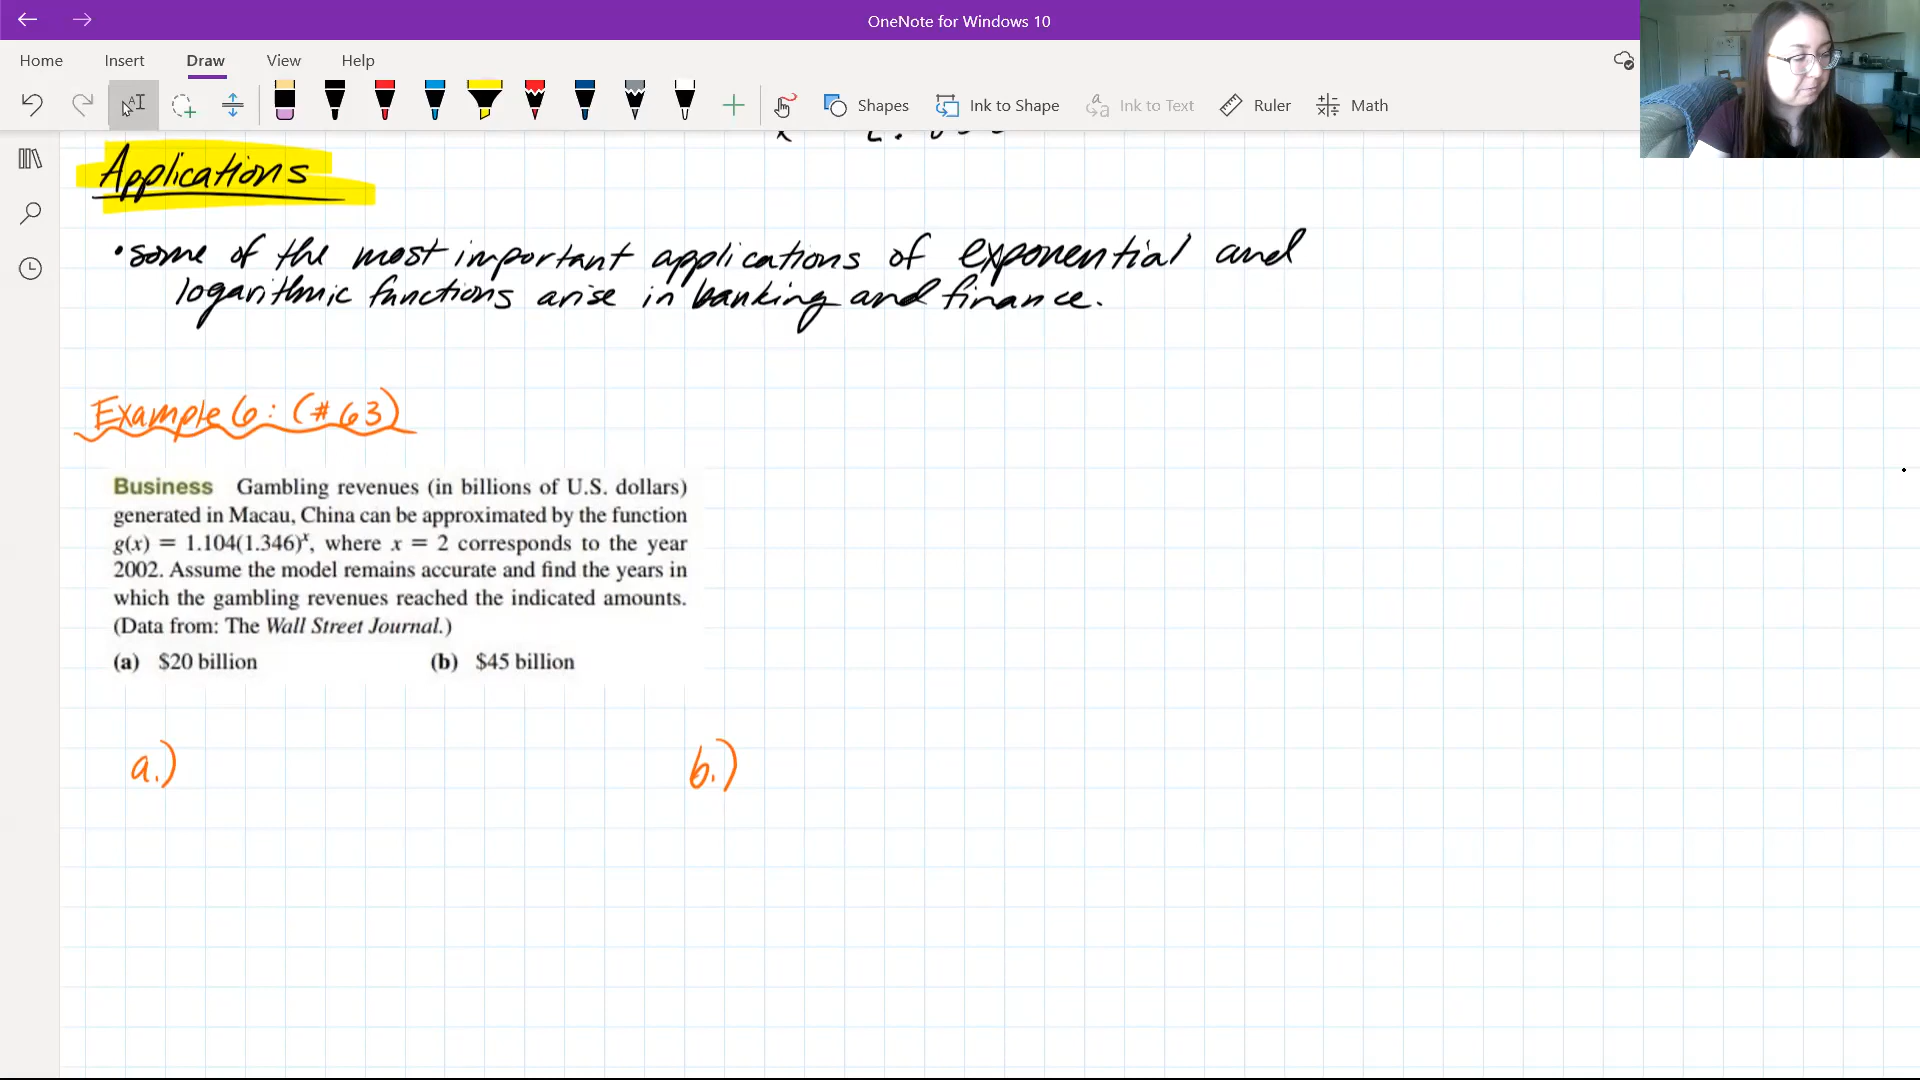 OneNote for Windows 10
Home Insert Draw View Help
Shapes Ink to Shape Ink to Text Ruler Math
Applications
•some of the most important applications of exponential and
logarithmic functions arise in banking and finance.
Example 6: (#63)
Business Gambling revenues (in billions of U.S. dollars)
generated in Macau, China can be approximated by the function
g(x) = 1.104(1.346)ˣ, where x = 2 corresponds to the year
2002. Assume the model remains accurate and find the years in
which the gambling revenues reached the indicated amounts.
(Data from: The Wall Street Journal.)
(a) $20 billion (b) $45 billion
a.) b.)